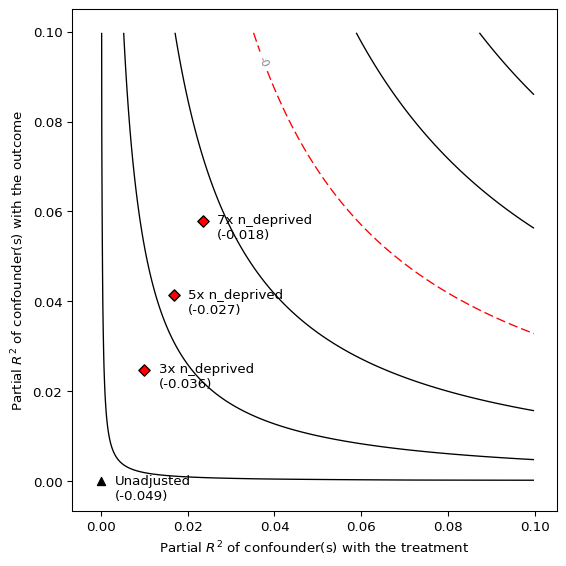 0.10
0
0.08
0.06
7x n_deprived
(-0.018)
0.04
5x n_deprived
(-0.027)
3x n_deprived
(-0.036)
0.02
0.00
Unadjusted
(-0.049)
0.00 0.02 0.04 0.06 0.08 0.10
Partial R² of confounder(s) with the treatment
Partial R² of confounder(s) with the outcome